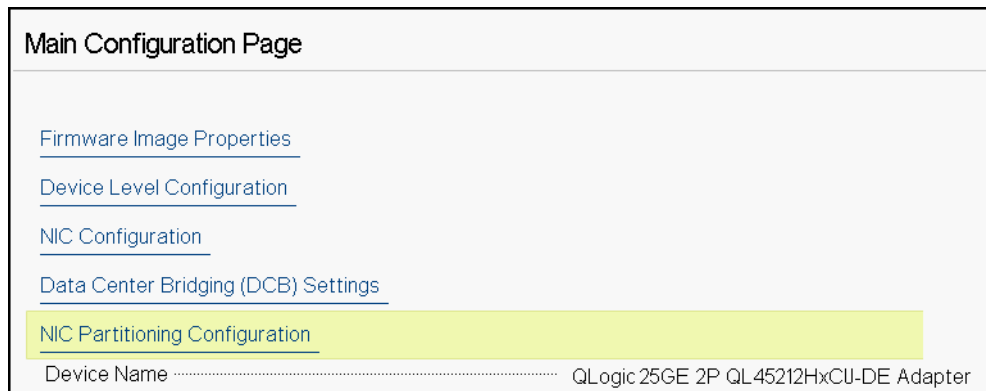 Main Configuration Page
Firmware Image Properties
Device Level Configuration
NIC Configuration
Data Center Bridging (DCB) Settings
NIC Partitioning Configuration
Device Name QLogic 25GE 2P QL45212HxCU-DE Adapter